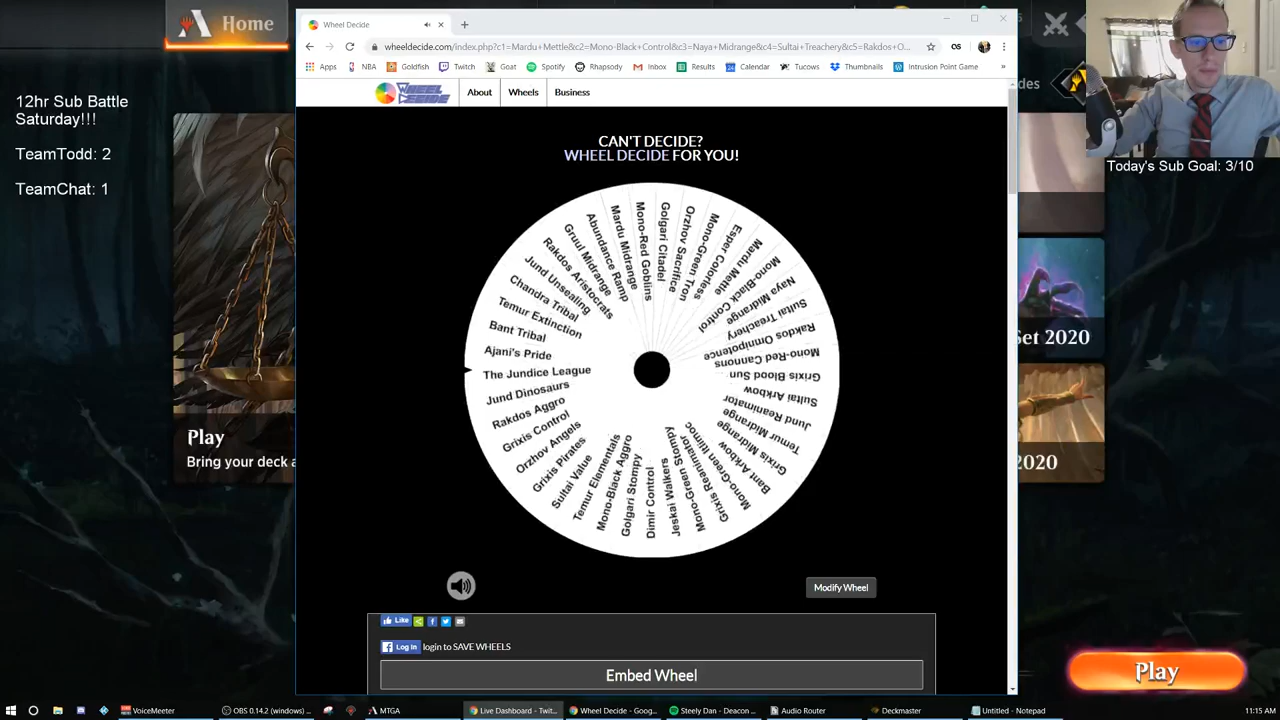 Home
Wheel Decide
wheeldecide.com/index.php?c1=Mardu+Mettle&c2=Mono-Black+Control&c3=Naya+Midrange&c4=Sultai+Treachery&c5=Rakdos+O...
Apps NBA Goldfish Twitch Goat Spotify Rhapsody Inbox Results Calendar Tucows Thumbnails Intrusion Point Game »
WHEEL DECIDE About Wheels Business
12hr Sub Battle
Saturday!!!
TeamTodd: 2
TeamChat: 1
CAN'T DECIDE?
WHEEL DECIDE FOR YOU!
Today's Sub Goal: 3/10
Golgari Citadel
Orzhov Sacrifice
Mono-Green Tron
Esper Colorless
Mardu Mettle
Mono-Black Control
Naya Midrange
Sultai Treachery
Rakdos Omnipotence
Mono-Red Cannons
Grixis Blood Sun
Sultai Arkbow
Jund Reanimator
Temur Midrange
Grixis Midrange
Bant Arkbow
Mono-Green Itlimoc
Grixis Reanimator
Mono-Green Stompy
Jeskai Walkers
Dimir Control
Golgari Stompy
Mono-Black Aggro
Temur Elementals
Sultai Value
Grixis Pirates
Orzhov Angels
Grixis Control
Rakdos Aggro
Jund Dinosaurs
The Jundice League
Ajani's Pride
Bant Tribal
Temur Extinction
Chandra Tribal
Jund Unsealing
Rakdos Aristocrats
Gruul Midrange
Abundance Ramp
Mardu Midrange
Mono-Red Goblins
Set 2020
2020
Play
Bring your deck a
Modify Wheel
Like
Log In login to SAVE WHEELS
Embed Wheel
Play
VoiceMeeter
OBS 0.14.2 (windows) ...
MTGA
Live Dashboard - Twit...
Wheel Decide - Goog...
Steely Dan - Deacon ...
Audio Router
Deckmaster
Untitled - Notepad
11:15 AM